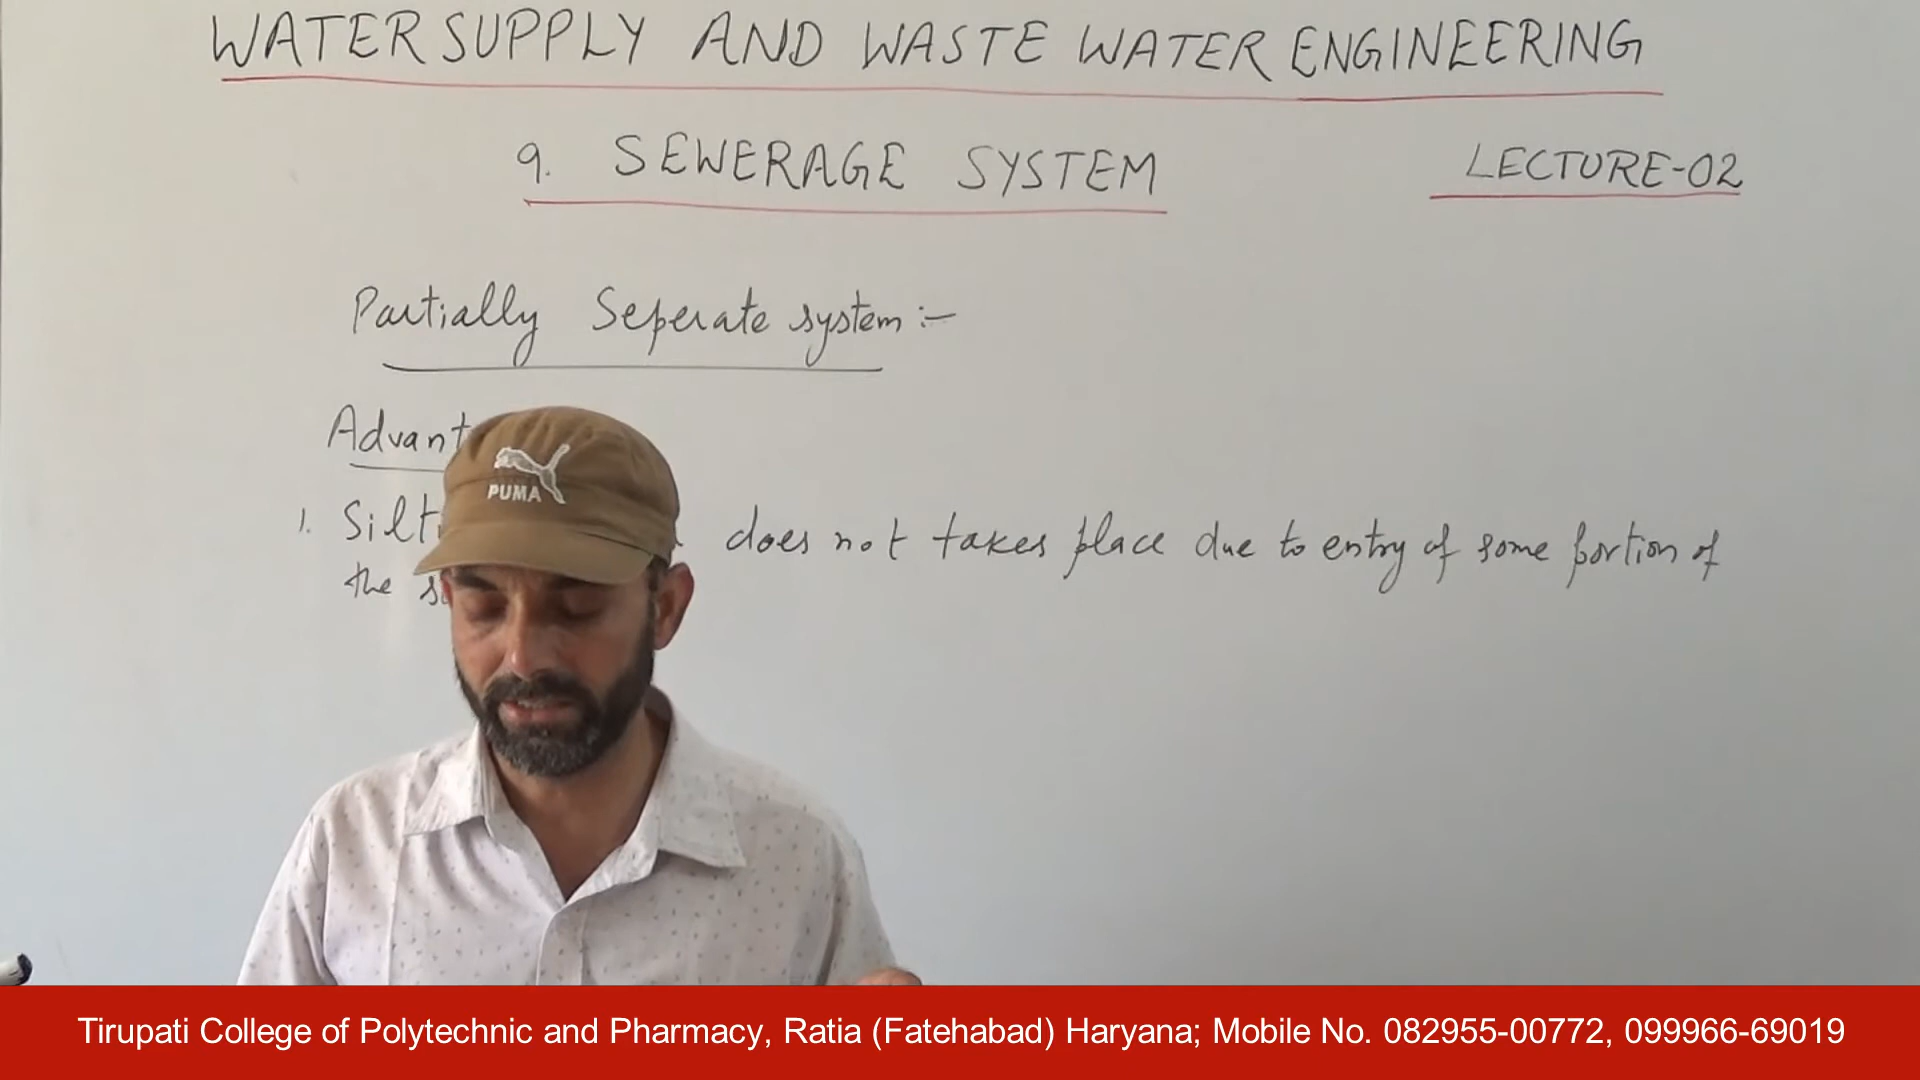 WATER SUPPLY AND WASTE WATER ENGINEERING
9. SEWERAGE SYSTEM
LECTURE-02
Partially Seperate system :-
Advant
PUMA
1. Silti does not takes place due to entry of some portion of
the
Tirupati College of Polytechnic and Pharmacy, Ratia (Fatehabad) Haryana; Mobile No. 082955-00772, 099966-69019